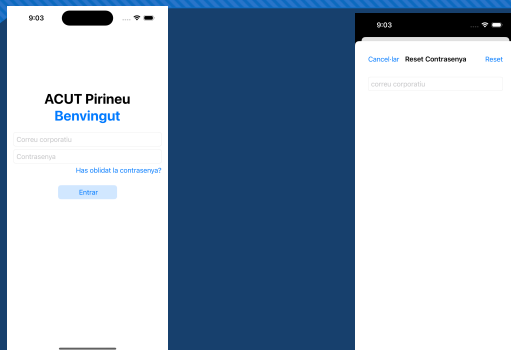 9:03
ACUT Pirineu
Benvingut
Correu corporatiu
Contrasenya
Has oblidat la contrasenya?
Entrar
9:03
Cancel·lar Reset Contrasenya Reset
correu corporatiu